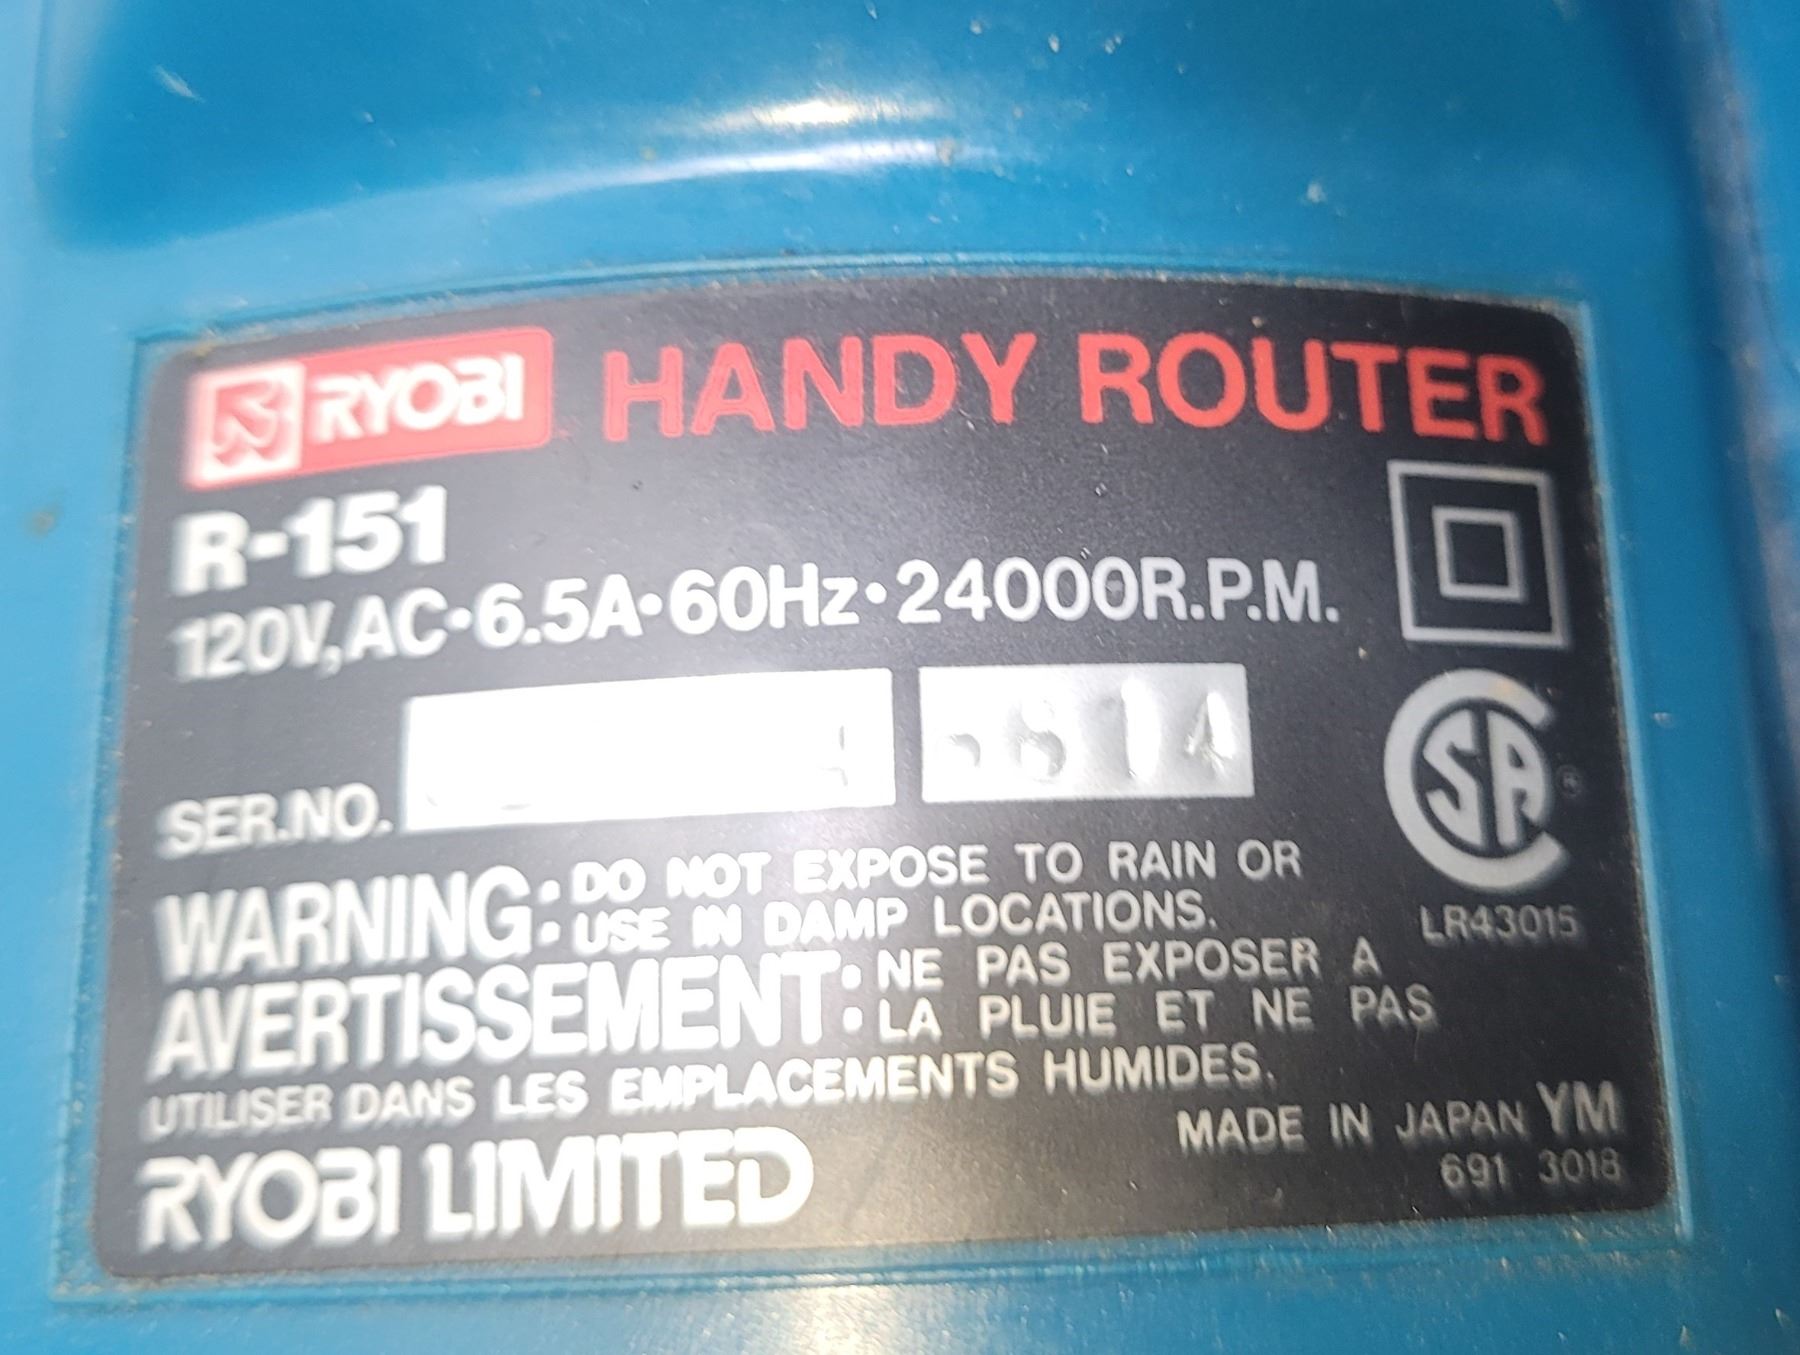 RYOBI HANDY ROUTER
R-151
120V,AC·6.5A·60Hz·24000R.P.M.
SER.NO. 814
CSA ®
LR43015
WARNING: DO NOT EXPOSE TO RAIN OR
USE IN DAMP LOCATIONS.
AVERTISSEMENT: NE PAS EXPOSER A
LA PLUIE ET NE PAS
UTILISER DANS LES EMPLACEMENTS HUMIDES.
MADE IN JAPAN YM
RYOBI LIMITED
691 3018